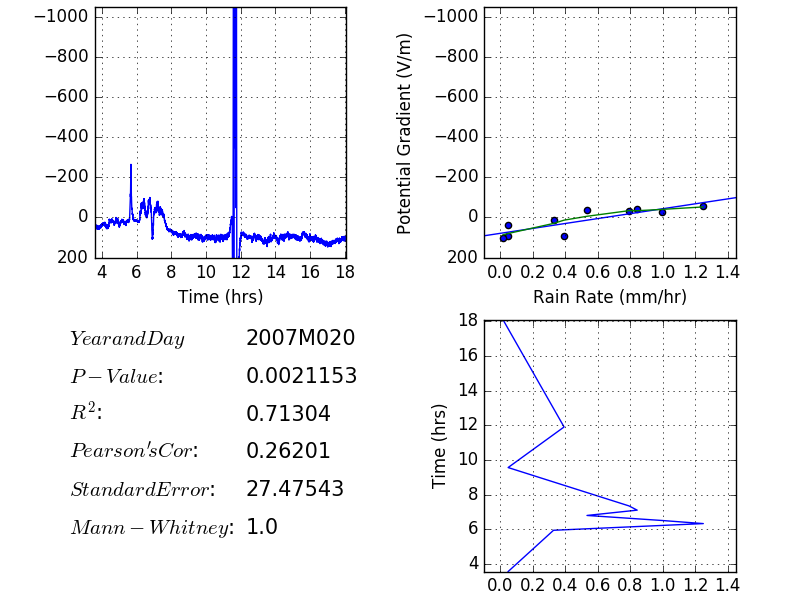 −1000
−800
−600
−400
−200
0
200
4 6 8 10 12 14 16 18
Time (hrs)
Potential Gradient (V/m)
−1000
−800
−600
−400
−200
0
200
0.0 0.2 0.4 0.6 0.8 1.0 1.2 1.4
Rain Rate (mm/hr)
YearandDay 2007M020
P−Value: 0.0021153
R²: 0.71304
Pearson'sCor: 0.26201
StandardError: 27.47543
Mann−Whitney: 1.0
Time (hrs)
18
16
14
12
10
8
6
4
0.0 0.2 0.4 0.6 0.8 1.0 1.2 1.4